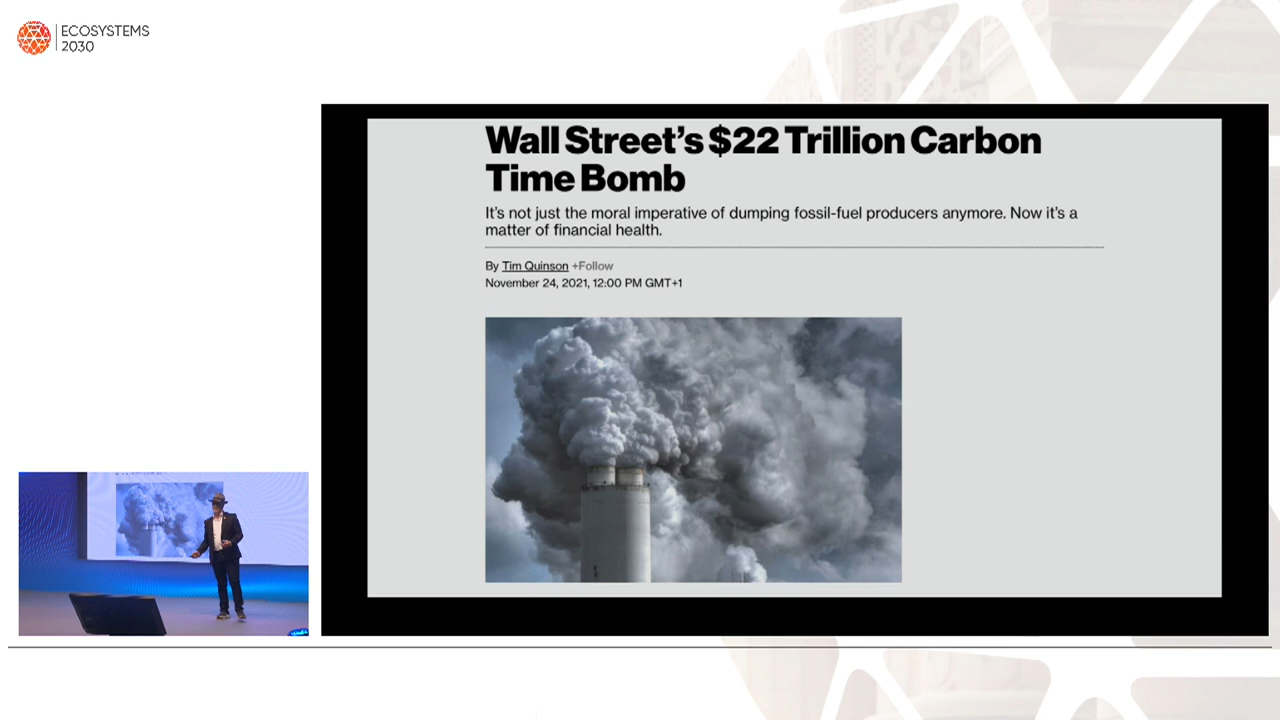 ECOSYSTEMS
2030
Wall Street's $22 Trillion Carbon
Time Bomb
It's not just the moral imperative of dumping fossil-fuel producers anymore. Now it's a
matter of financial health.
By Tim Quinson +Follow
November 24, 2021, 12:00 PM GMT+1